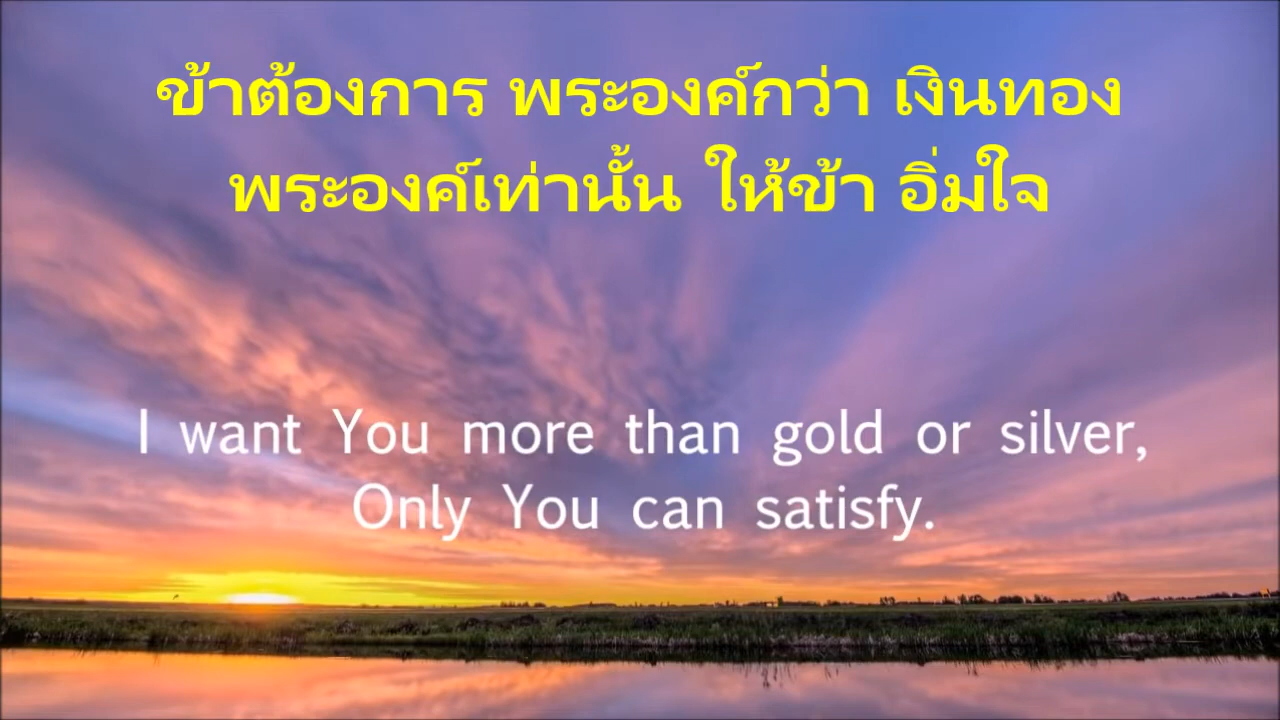 ข้าต้องการ พระองค์กว่า เงินทอง
พระองค์เท่านั้น ให้ข้า อิ่มใจ
I want You more than gold or silver,
Only You can satisfy.